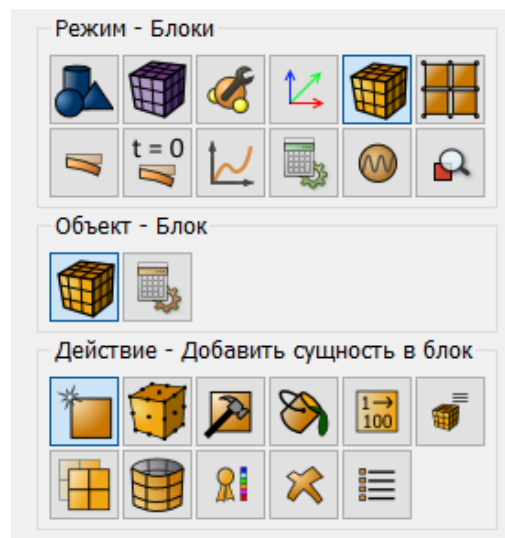 Режим - Блоки
t = 0
Объект - Блок
Действие - Добавить сущность в блок
1→
100